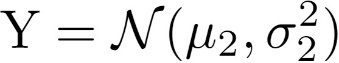 Y = 𝒩(μ₂, σ₂²)